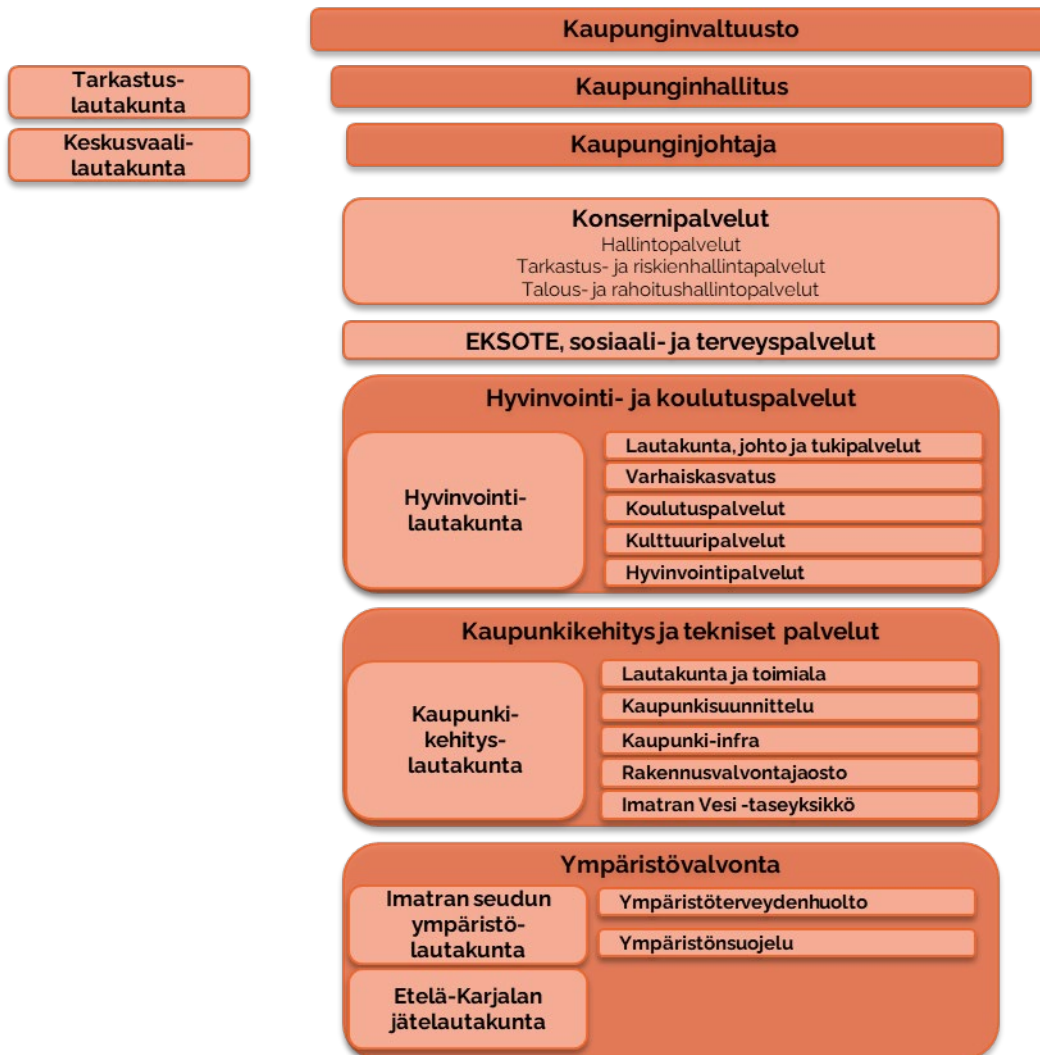 Kaupunginvaltuusto
Tarkastus-
lautakunta
Kaupunginhallitus
Keskusvaali-
lautakunta
Kaupunginjohtaja
Konsernipalvelut
Hallintopalvelut
Tarkastus- ja riskienhallintapalvelut
Talous- ja rahoitushallintopalvelut
EKSOTE, sosiaali- ja terveyspalvelut
Hyvinvointi- ja koulutuspalvelut
Hyvinvointi-
lautakunta
Lautakunta, johto ja tukipalvelut
Varhaiskasvatus
Koulutuspalvelut
Kulttuuripalvelut
Hyvinvointipalvelut
Kaupunkikehitys ja tekniset palvelut
Kaupunki-
kehitys-
lautakunta
Lautakunta ja toimiala
Kaupunkisuunnittelu
Kaupunki-infra
Rakennusvalvontajaosto
Imatran Vesi -taseyksikkö
Ympäristövalvonta
Imatran seudun
ympäristö-
lautakunta
Ympäristöterveydenhuolto
Ympäristönsuojelu
Etelä-Karjalan
jätelautakunta